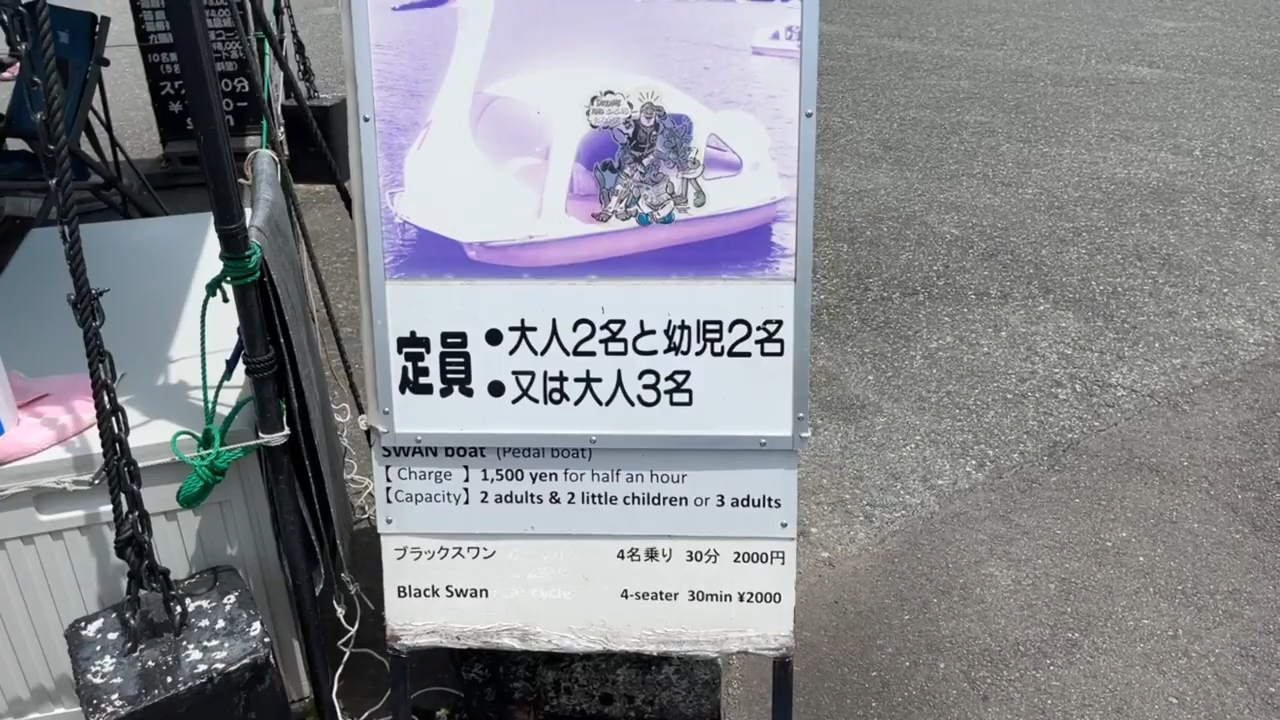 定員 ●大人2名と幼児2名
●又は大人3名
SWAN boat (Pedal boat)
【 Charge 】 1,500 yen for half an hour
【Capacity】 2 adults & 2 little children or 3 adults
ブラックスワン 4名乗り 30分 2000円
Black Swan 4-seater 30min ¥2000